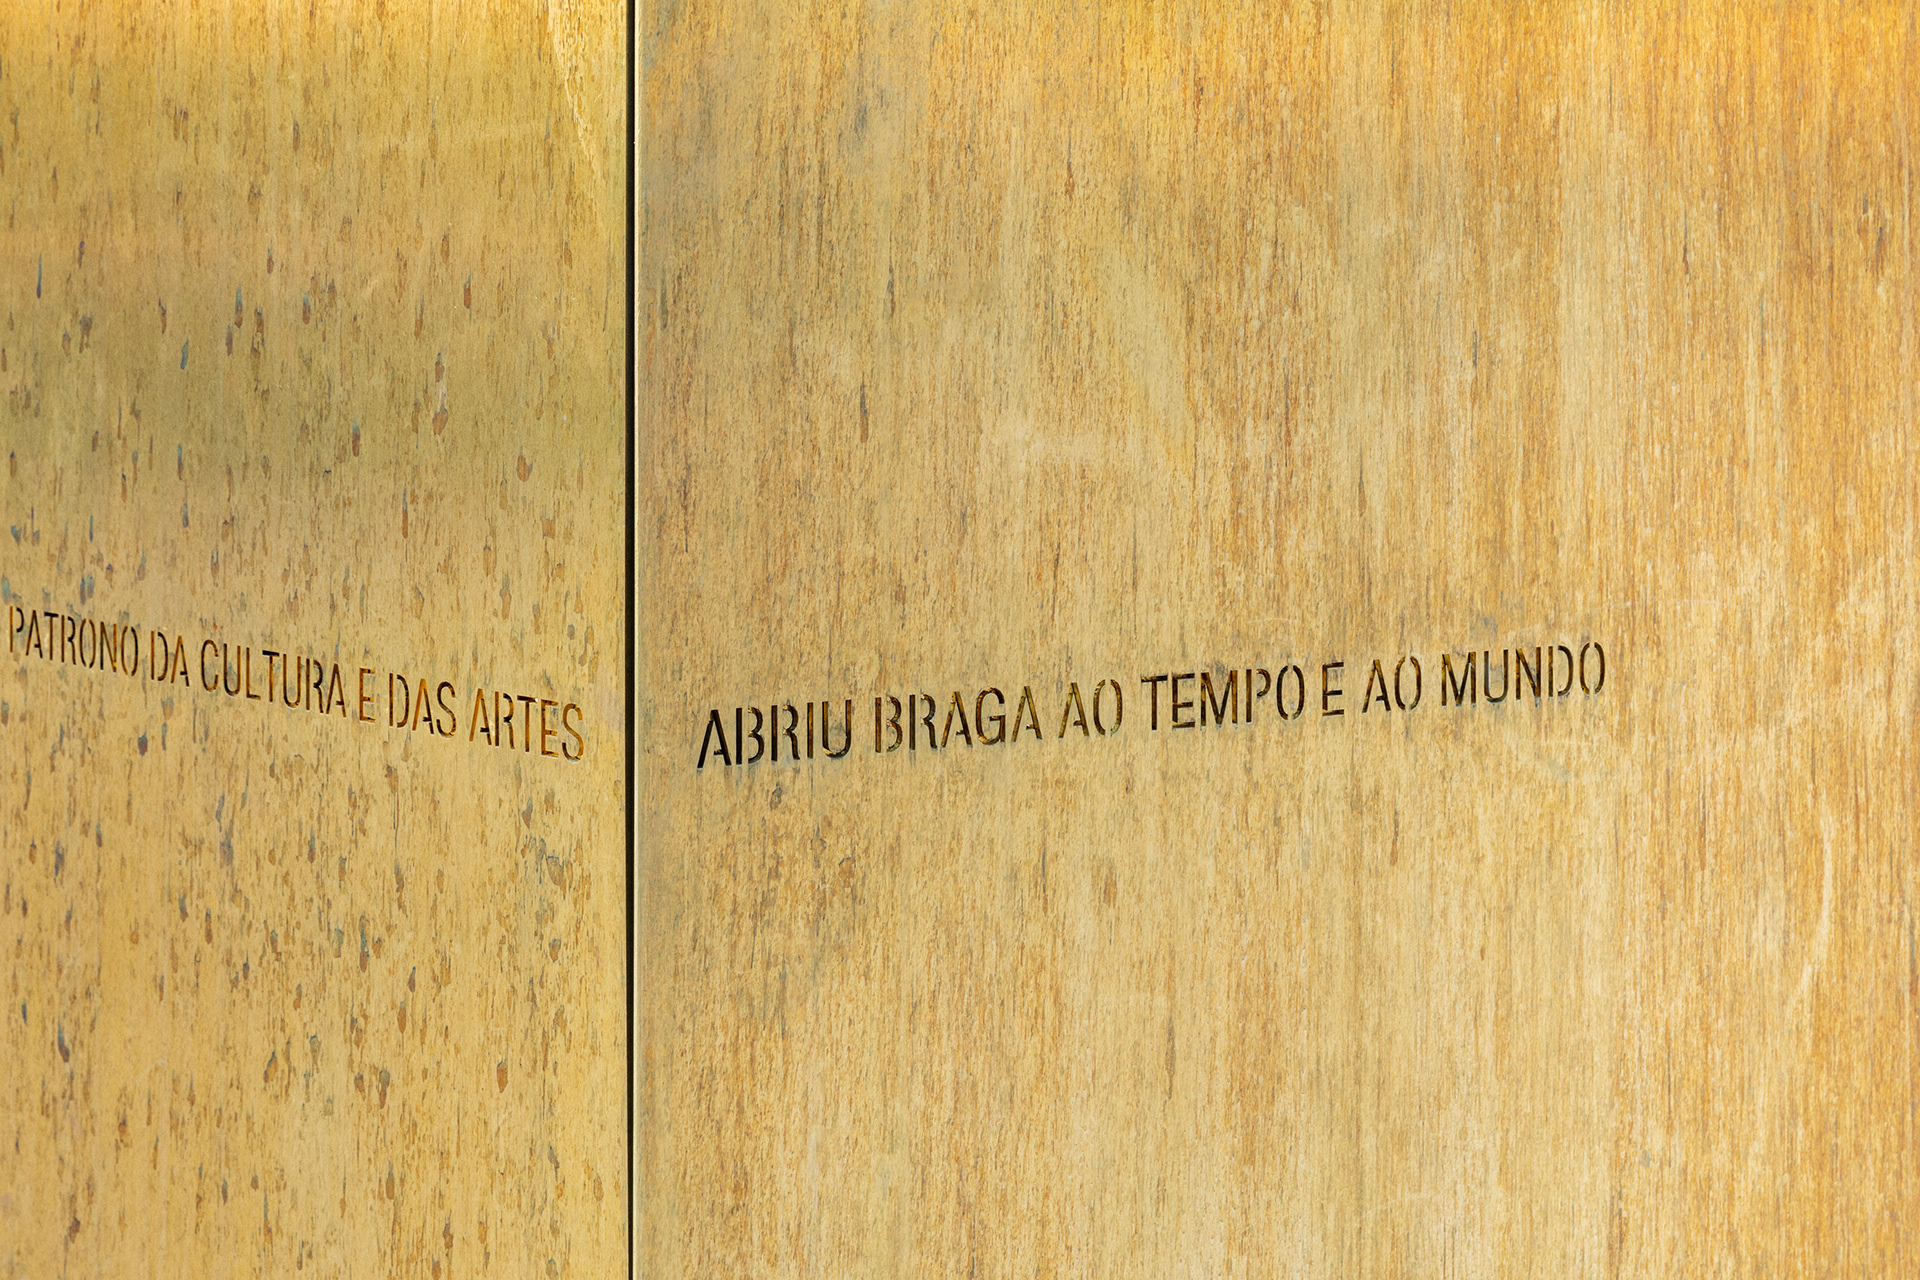 PATRONO DA CULTURA E DAS ARTES
ABRIU BRAGA AO TEMPO E AO MUNDO